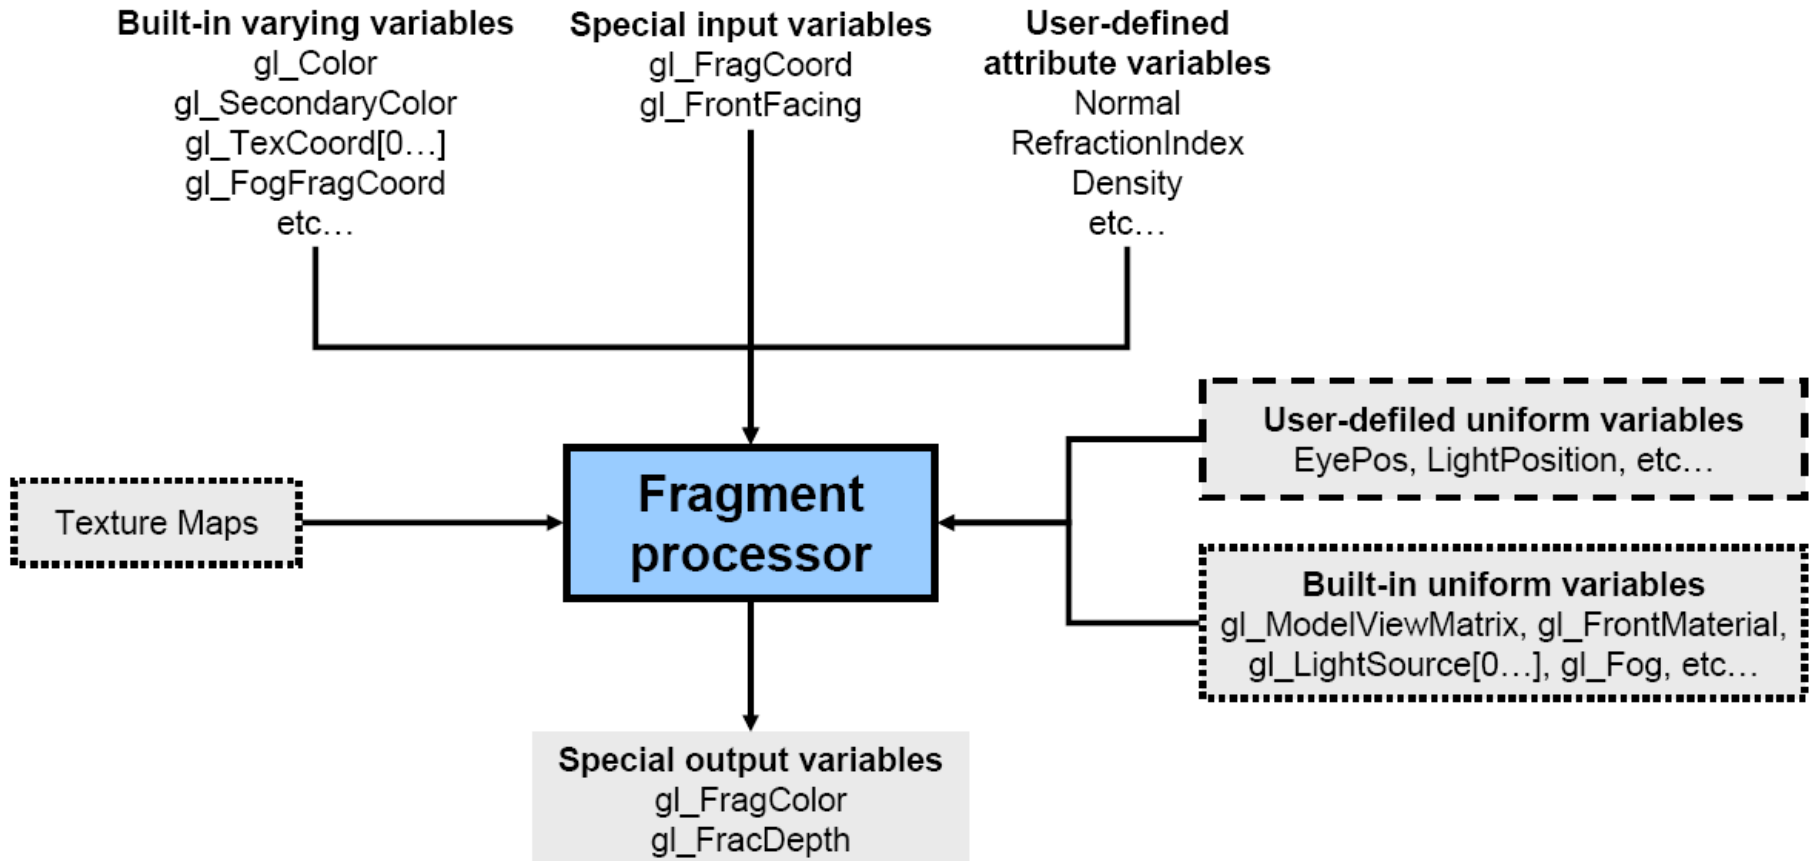 Built-in varying variables
gl_Color
gl_SecondaryColor
gl_TexCoord[0…]
gl_FogFragCoord
etc…
Special input variables
gl_FragCoord
gl_FrontFacing
User-defined
attribute variables
Normal
RefractionIndex
Density
etc…
User-defiled uniform variables
EyePos, LightPosition, etc…
Texture Maps
Fragment
processor
Built-in uniform variables
gl_ModelViewMatrix, gl_FrontMaterial,
gl_LightSource[0…], gl_Fog, etc…
Special output variables
gl_FragColor
gl_FracDepth